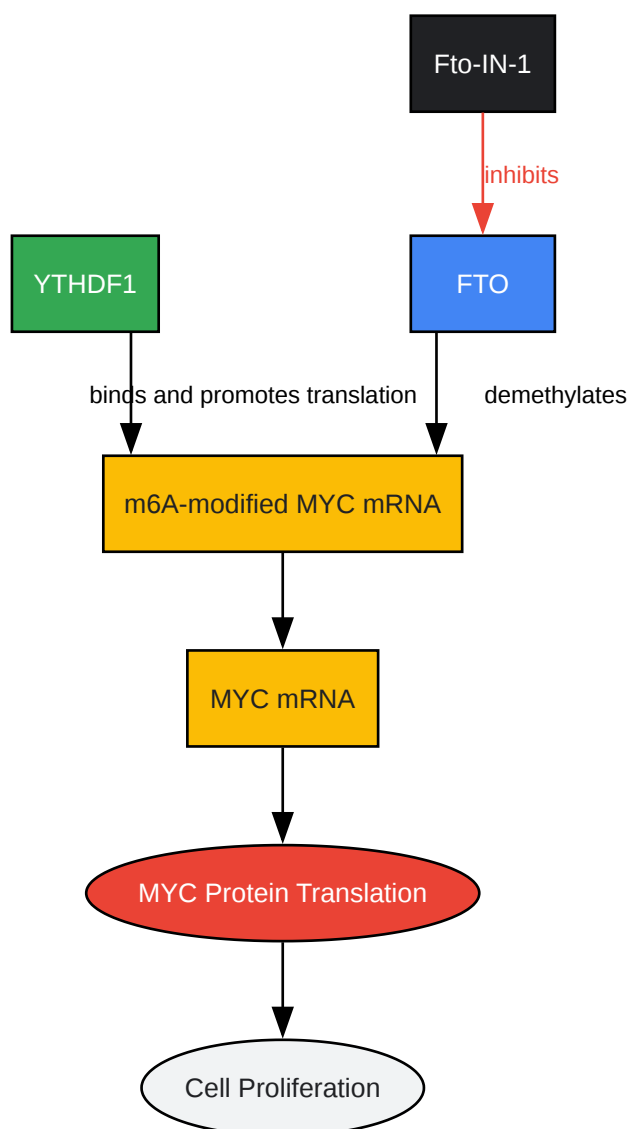 Fto-IN-1
inhibits
YTHDF1
FTO
binds and promotes translation
demethylates
m6A-modified MYC mRNA
MYC mRNA
MYC Protein Translation
Cell Proliferation